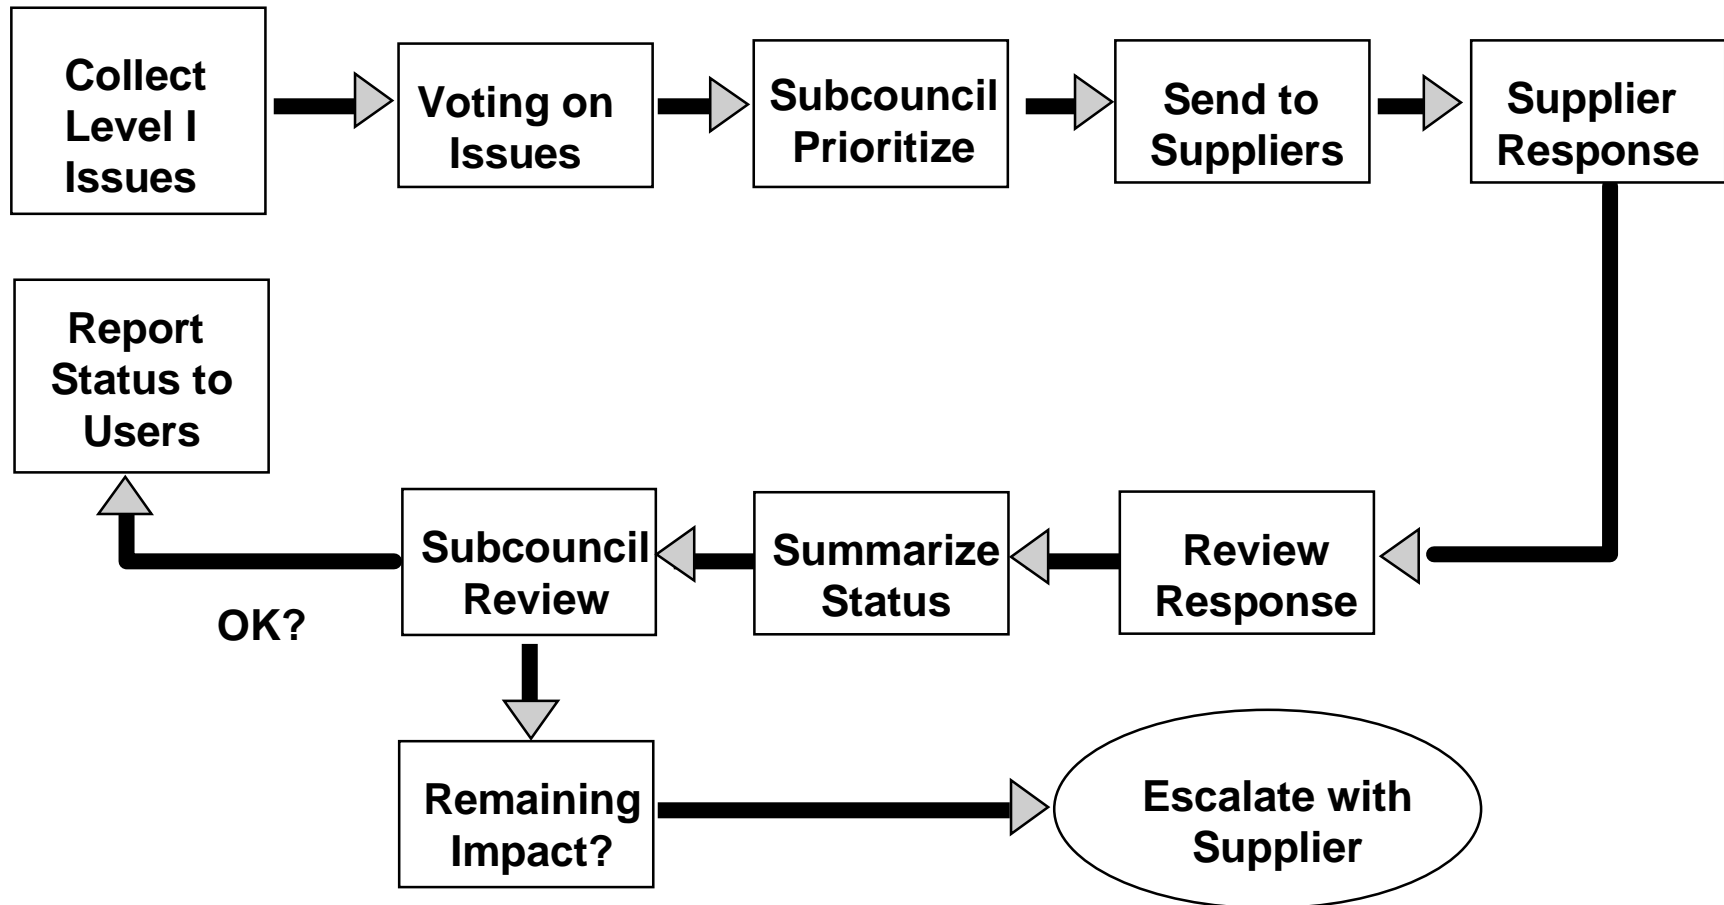 Collect
Level I
Issues
Voting on
Issues
Subcouncil
Prioritize
Send to
Suppliers
Supplier
Response
Report
Status to
Users
Subcouncil
Review
Summarize
Status
Review
Response
OK?
Remaining
Impact?
Escalate with
Supplier